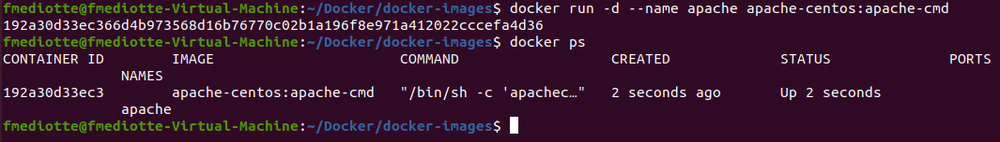 fmediotte@fmediotte-Virtual-Machine:~/Docker/docker-images$ docker run -d --name apache apache-centos:apache-cmd
192a30d33ec366d4b973568d16b76770c02b1a196f8e971a412022cccefa4d36
fmediotte@fmediotte-Virtual-Machine:~/Docker/docker-images$ docker ps
CONTAINER ID   IMAGE   COMMAND   CREATED   STATUS   PORTS
NAMES
192a30d33ec3   apache-centos:apache-cmd   "/bin/sh -c 'apachec…"   2 seconds ago   Up 2 seconds
apache
fmediotte@fmediotte-Virtual-Machine:~/Docker/docker-images$